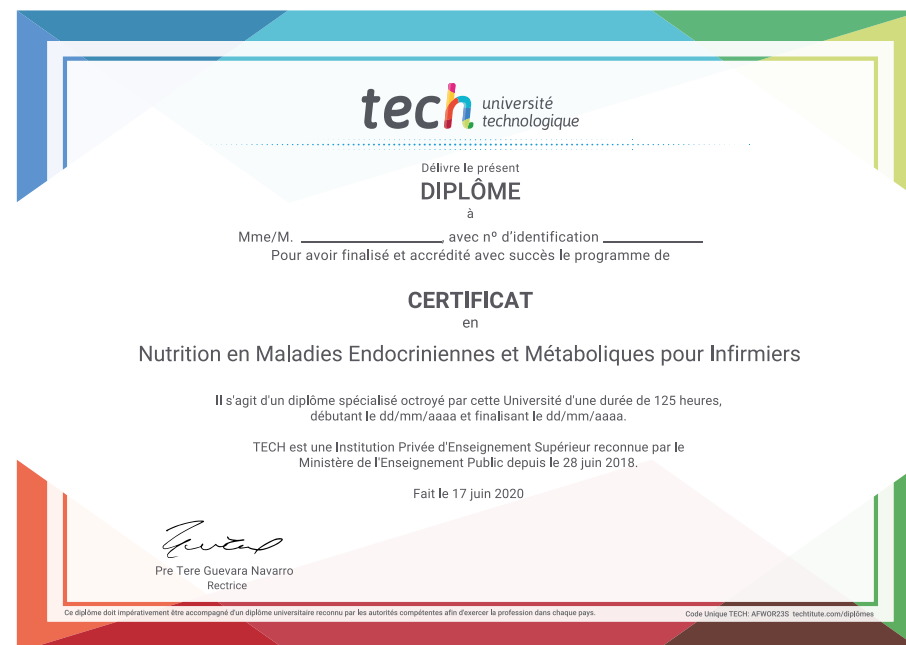 tech université
technologique
Délivre le présent
DIPLÔME
à
Mme/M. ____________________, avec nº d'identification ______________
Pour avoir finalisé et accrédité avec succès le programme de
CERTIFICAT
en
Nutrition en Maladies Endocriniennes et Métaboliques pour Infirmiers
Il s'agit d'un diplôme spécialisé octroyé par cette Université d'une durée de 125 heures,
débutant le dd/mm/aaaa et finalisant le dd/mm/aaaa.
TECH est une Institution Privée d'Enseignement Supérieur reconnue par le
Ministère de l'Enseignement Public depuis le 28 juin 2018.
Fait le 17 juin 2020
Pre Tere Guevara Navarro
Rectrice
Ce diplôme doit impérativement être accompagné d'un diplôme universitaire reconnu par les autorités compétentes afin d'exercer la profession dans chaque pays.
Code Unique TECH: AFWOR23S techtitute.com/diplômes